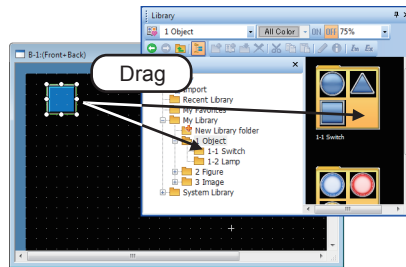 Library
1 Object
All Color
ON
OFF
75%
B-1:(Front+Back)
Drag
Import
Recent Library
My Favorites
My Library
New Library folder
1 Object
1-1 Switch
1-2 Lamp
2 Figure
3 Image
System Library
1-1 Switch